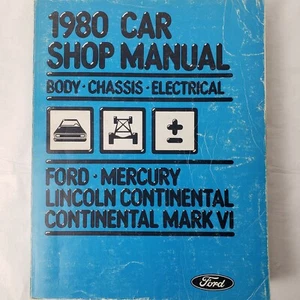 1980 CAR
SHOP MANUAL
BODY · CHASSIS · ELECTRICAL
FORD · MERCURY
LINCOLN CONTINENTAL
CONTINENTAL MARK VI
Ford